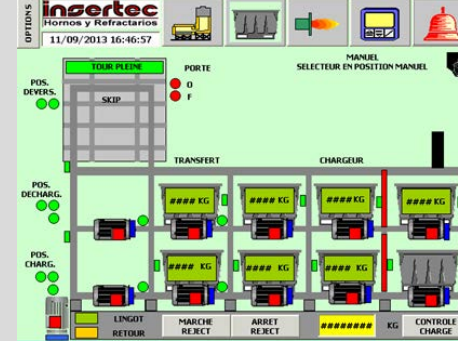 OPTIONS
insertec
Hornos y Refractarios
11/09/2013 16:46:57
MANUEL
SELECTEUR EN POSITION MANUEL
TOUR PLEINE
PORTE
O
F
POS.
DEVERS.
SKIP
TRANSFERT
CHARGEUR
POS.
DECHARG.
#### KG
#### KG
#### KG
#### KG
POS.
CHARG.
#### KG
#### KG
#### KG
LINGOT
RETOUR
MARCHE
REJECT
ARRET
REJECT
######## KG
CONTROLE
CHARGE